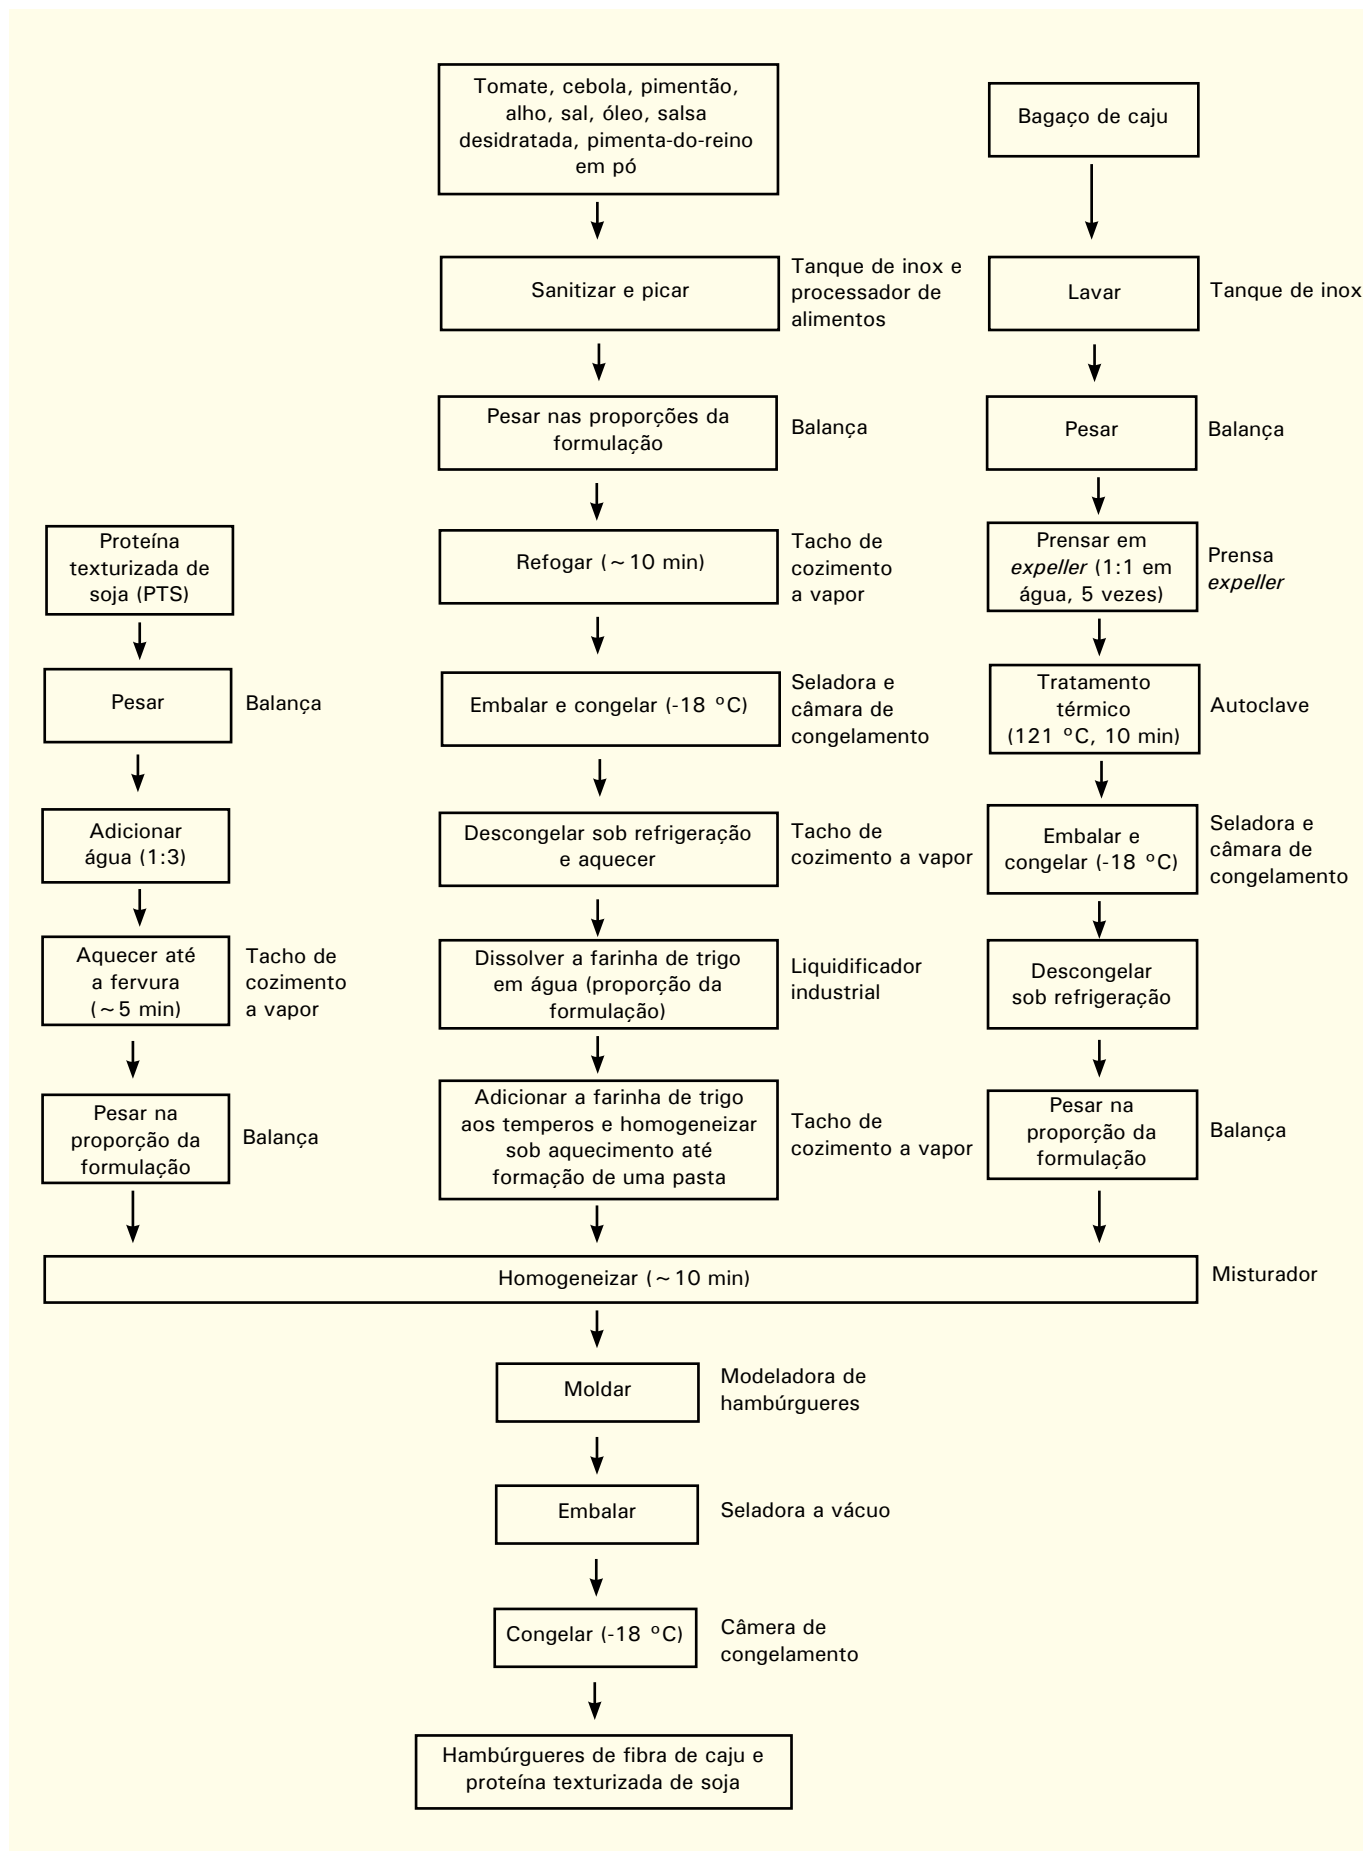 Tomate, cebola, pimentão,
alho, sal, óleo, salsa
desidratada, pimenta-do-reino
em pó
Sanitizar e picar
Tanque de inox e
processador de
alimentos
Pesar nas proporções da
formulação
Balança
Refogar (~10 min)
Tacho de
cozimento
a vapor
Embalar e congelar (-18 ºC)
Seladora e
câmara de
congelamento
Descongelar sob refrigeração
e aquecer
Tacho de
cozimento a vapor
Dissolver a farinha de trigo
em água (proporção da
formulação)
Liquidificador
industrial
Adicionar a farinha de trigo
aos temperos e homogeneizar
sob aquecimento até
formação de uma pasta
Tacho de
cozimento a vapor
Bagaço de caju
Lavar
Tanque de inox
Pesar
Balança
Prensar em
expeller (1:1 em
água, 5 vezes)
Prensa
expeller
Tratamento
térmico
(121 ºC, 10 min)
Autoclave
Embalar e
congelar (-18 ºC)
Seladora e
câmara de
congelamento
Descongelar
sob refrigeração
Pesar na
proporção da
formulação
Balança
Proteína
texturizada de
soja (PTS)
Pesar
Balança
Adicionar
água (1:3)
Aquecer até
a fervura
(~5 min)
Tacho de
cozimento
a vapor
Pesar na
proporção da
formulação
Balança
Homogeneizar (~10 min)
Misturador
Moldar
Modeladora de
hambúrgueres
Embalar
Seladora a vácuo
Congelar (-18 ºC)
Câmera de
congelamento
Hambúrgueres de fibra de caju e
proteína texturizada de soja